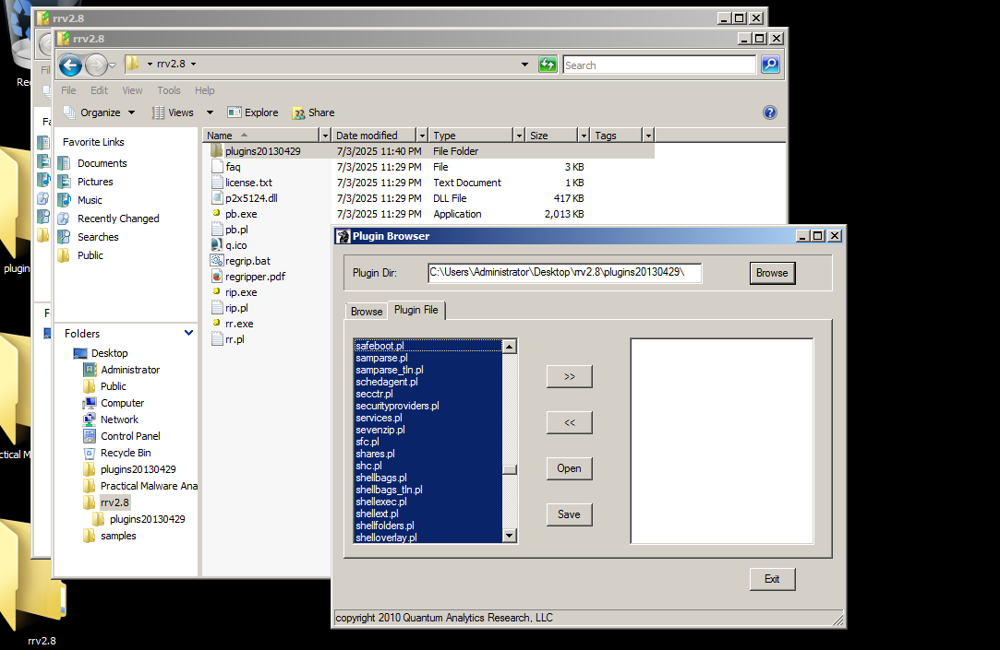 rrv2.8
rrv2.8
rrv2.8
Search
File Edit View Tools Help
Organize Views Explore Share
Favorite Links
Documents
Pictures
Music
Recently Changed
Searches
Public
Folders
Desktop
Administrator
Public
Computer
Network
Control Panel
Recycle Bin
plugins20130429
Practical Malware Ana
rrv2.8
plugins20130429
samples
Name Date modified Type Size Tags
plugins20130429 7/3/2025 11:40 PM File Folder
faq 7/3/2025 11:29 PM File 3 KB
license.txt 7/3/2025 11:29 PM Text Document 1 KB
p2x5124.dll 7/3/2025 11:29 PM DLL File 417 KB
pb.exe 7/3/2025 11:29 PM Application 2,013 KB
pb.pl
q.ico
regrip.bat
regripper.pdf
rip.exe
rip.pl
rr.exe
rr.pl
Plugin Browser
Plugin Dir: C:\Users\Administrator\Desktop\rrv2.8\plugins20130429\ Browse
Browse Plugin File
safeboot.pl
samparse.pl
samparse_tln.pl
schedagent.pl
secctr.pl
securityproviders.pl
services.pl
sevenzip.pl
sfc.pl
shares.pl
shc.pl
shellbags.pl
shellbags_tln.pl
shellexec.pl
shellext.pl
shellfolders.pl
shelloverlay.pl
>>
<<
Open
Save
Exit
copyright 2010 Quantum Analytics Research, LLC
Rec
Fil
Fa
F
plugin
ctical M
rrv2.8